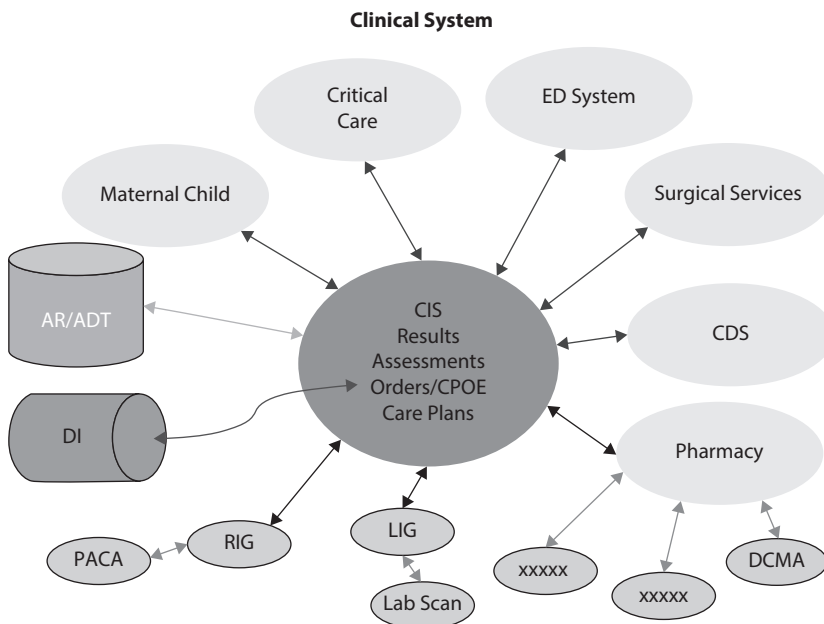 Clinical System
Critical
Care
ED System
Maternal Child
Surgical Services
AR/ADT
CIS
Results
Assessments
Orders/CPOE
Care Plans
CDS
DI
Pharmacy
PACA
RIG
LIG
Lab Scan
xxxxx
xxxxx
DCMA